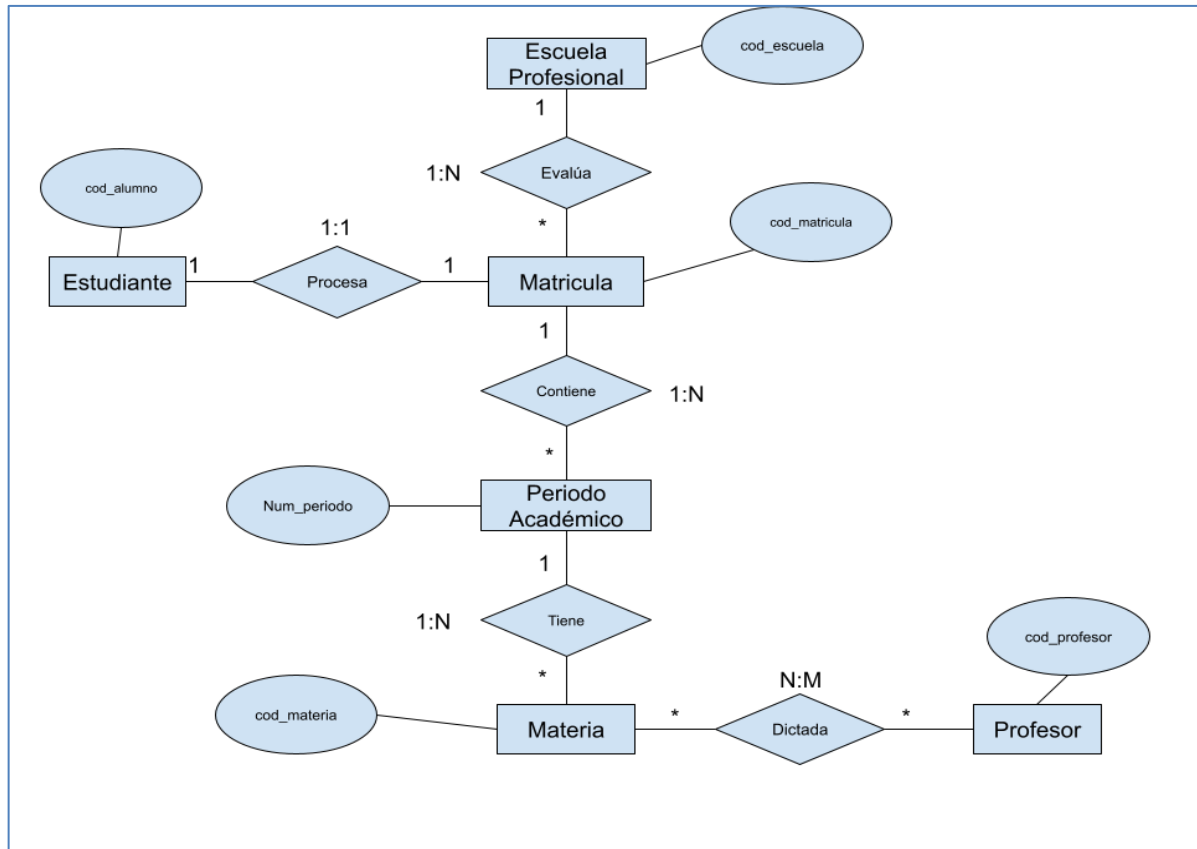 Escuela
Profesional
cod_escuela
1
1:N
Evalúa
*
cod_alumno
cod_matricula
1:1
Estudiante
1
Procesa
1
Matricula
1
Contiene
1:N
*
Num_periodo
Periodo
Académico
1
1:N
Tiene
*
cod_profesor
cod_materia
N:M
Materia
*
Dictada
*
Profesor